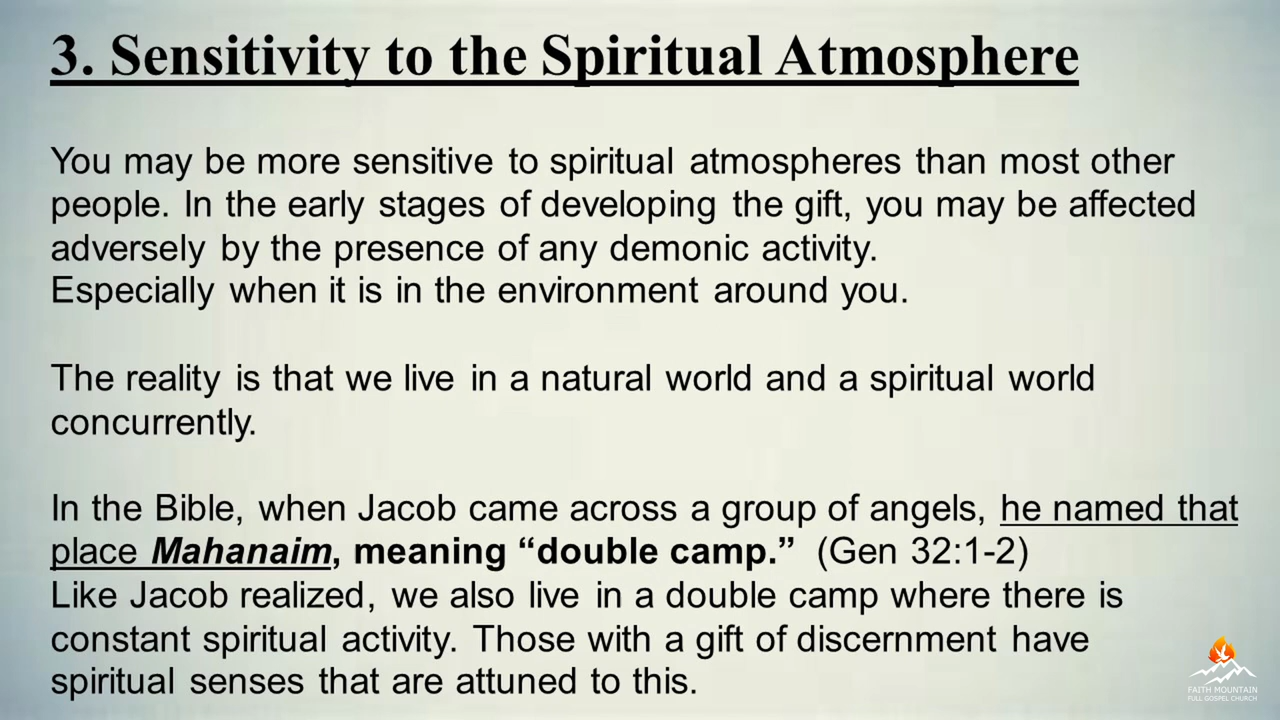 3. Sensitivity to the Spiritual Atmosphere
You may be more sensitive to spiritual atmospheres than most other
people. In the early stages of developing the gift, you may be affected
adversely by the presence of any demonic activity.
Especially when it is in the environment around you.
The reality is that we live in a natural world and a spiritual world
concurrently.
In the Bible, when Jacob came across a group of angels, he named that
place Mahanaim, meaning “double camp.” (Gen 32:1-2)
Like Jacob realized, we also live in a double camp where there is
constant spiritual activity. Those with a gift of discernment have
spiritual senses that are attuned to this.
FAITH MOUNTAIN
FULL GOSPEL CHURCH